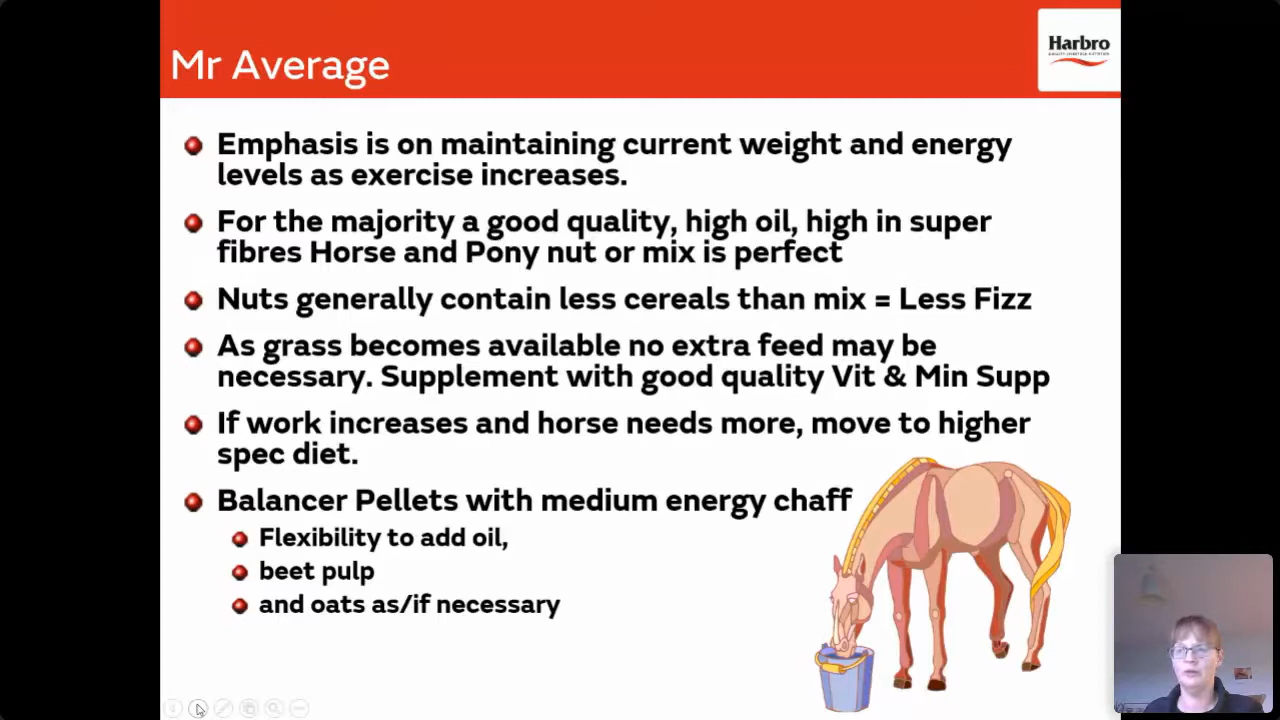 Mr Average
Harbro
Emphasis is on maintaining current weight and energy
levels as exercise increases.
For the majority a good quality, high oil, high in super
fibres Horse and Pony nut or mix is perfect
Nuts generally contain less cereals than mix = Less Fizz
As grass becomes available no extra feed may be
necessary. Supplement with good quality Vit & Min Supp
If work increases and horse needs more, move to higher
spec diet.
Balancer Pellets with medium energy chaff
Flexibility to add oil,
beet pulp
and oats as/if necessary